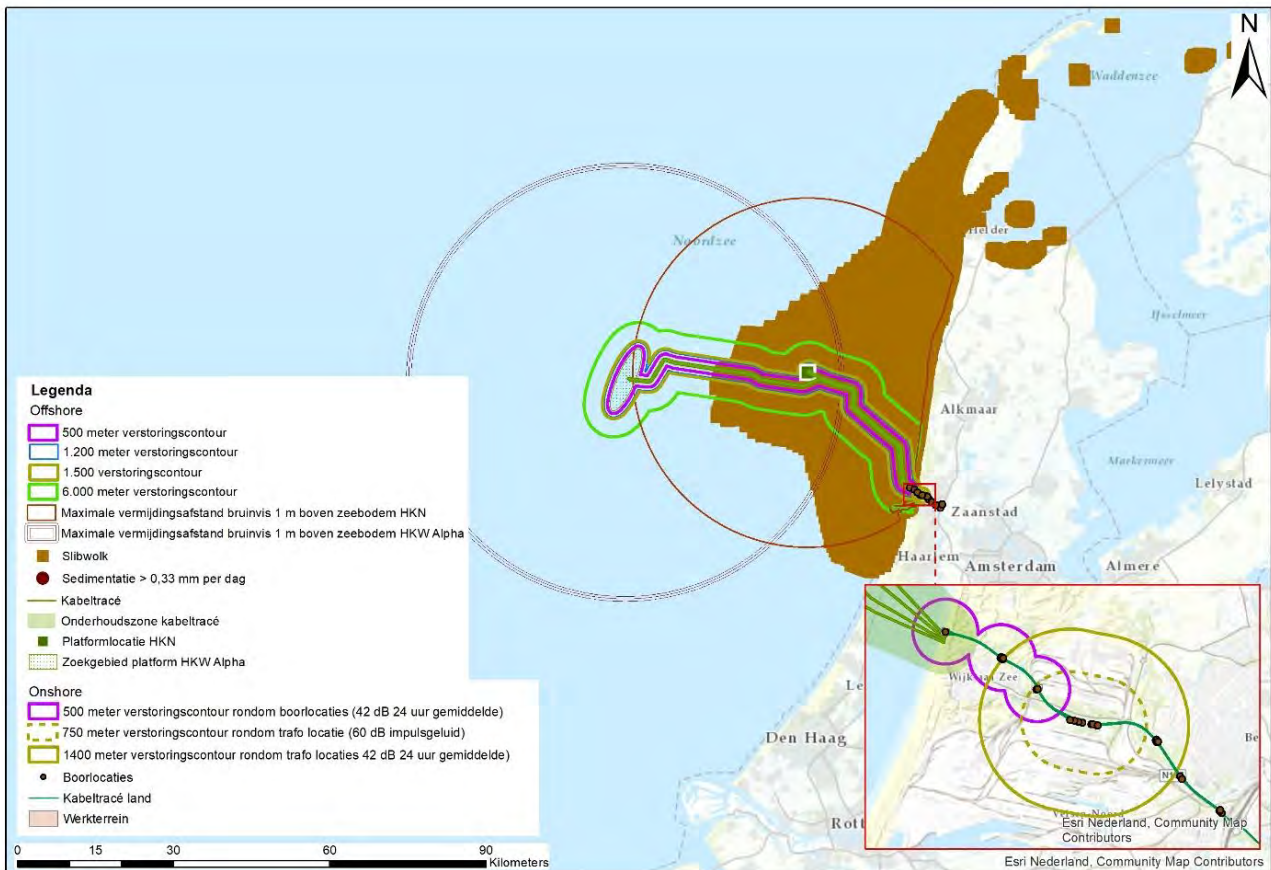 N
Waddenzee
Noordzee
Helder
IJsselmeer
Alkmaar
Markermeer
Lelystad
Zaanstad
Haarlem
Amsterdam
Almere
Den Haag
Legenda
Offshore
500 meter verstoringscontour
1.200 meter verstoringscontour
1.500 verstoringscontour
6.000 meter verstoringscontour
Maximale vermijdingsafstand bruinvis 1 m boven zeebodem HKN
Maximale vermijdingsafstand bruinvis 1 m boven zeebodem HKW Alpha
Slibwolk
Sedimentatie > 0,33 mm per dag
Kabeltracé
Onderhoudszone kabeltracé
Platformlocatie HKN
Zoekgebied platform HKW Alpha
Onshore
500 meter verstoringscontour rondom boorlocaties (42 dB 24 uur gemiddelde)
750 meter verstoringscontour rondom trafo locatie (60 dB impulsgeluid)
1400 meter verstoringscontour rondom trafo locaties 42 dB 24 uur gemiddelde
Boorlocaties
Kabeltracé land
Werkterrein
Le
Rott
Wijk aan Zee
Be
Esri Nederland, Community Map
Contributors
0 15 30 60 90
Kilometers
Esri Nederland, Community Map Contributors